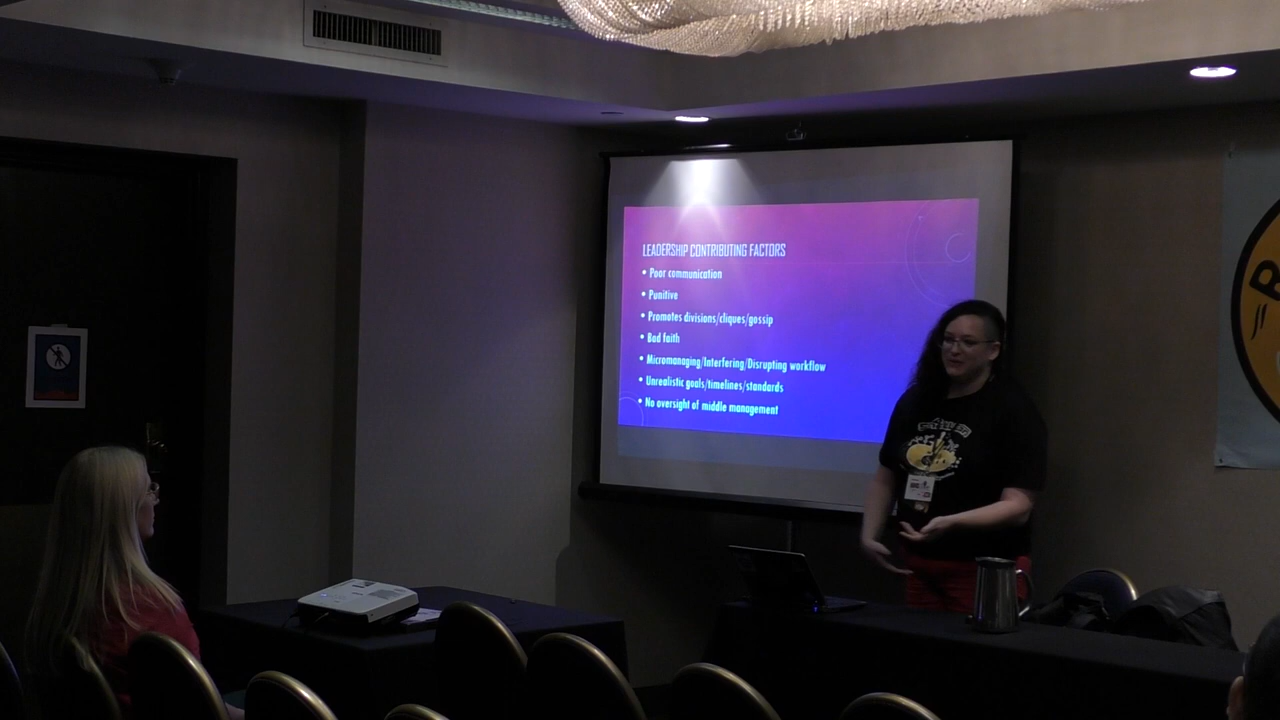 LEADERSHIP CONTRIBUTING FACTORS
• Poor communication
• Punitive
• Promotes divisions/cliques/gossip
• Bad faith
• Micromanaging/Interfering/Disrupting workflow
• Unrealistic goals/timelines/standards
• No oversight of middle management